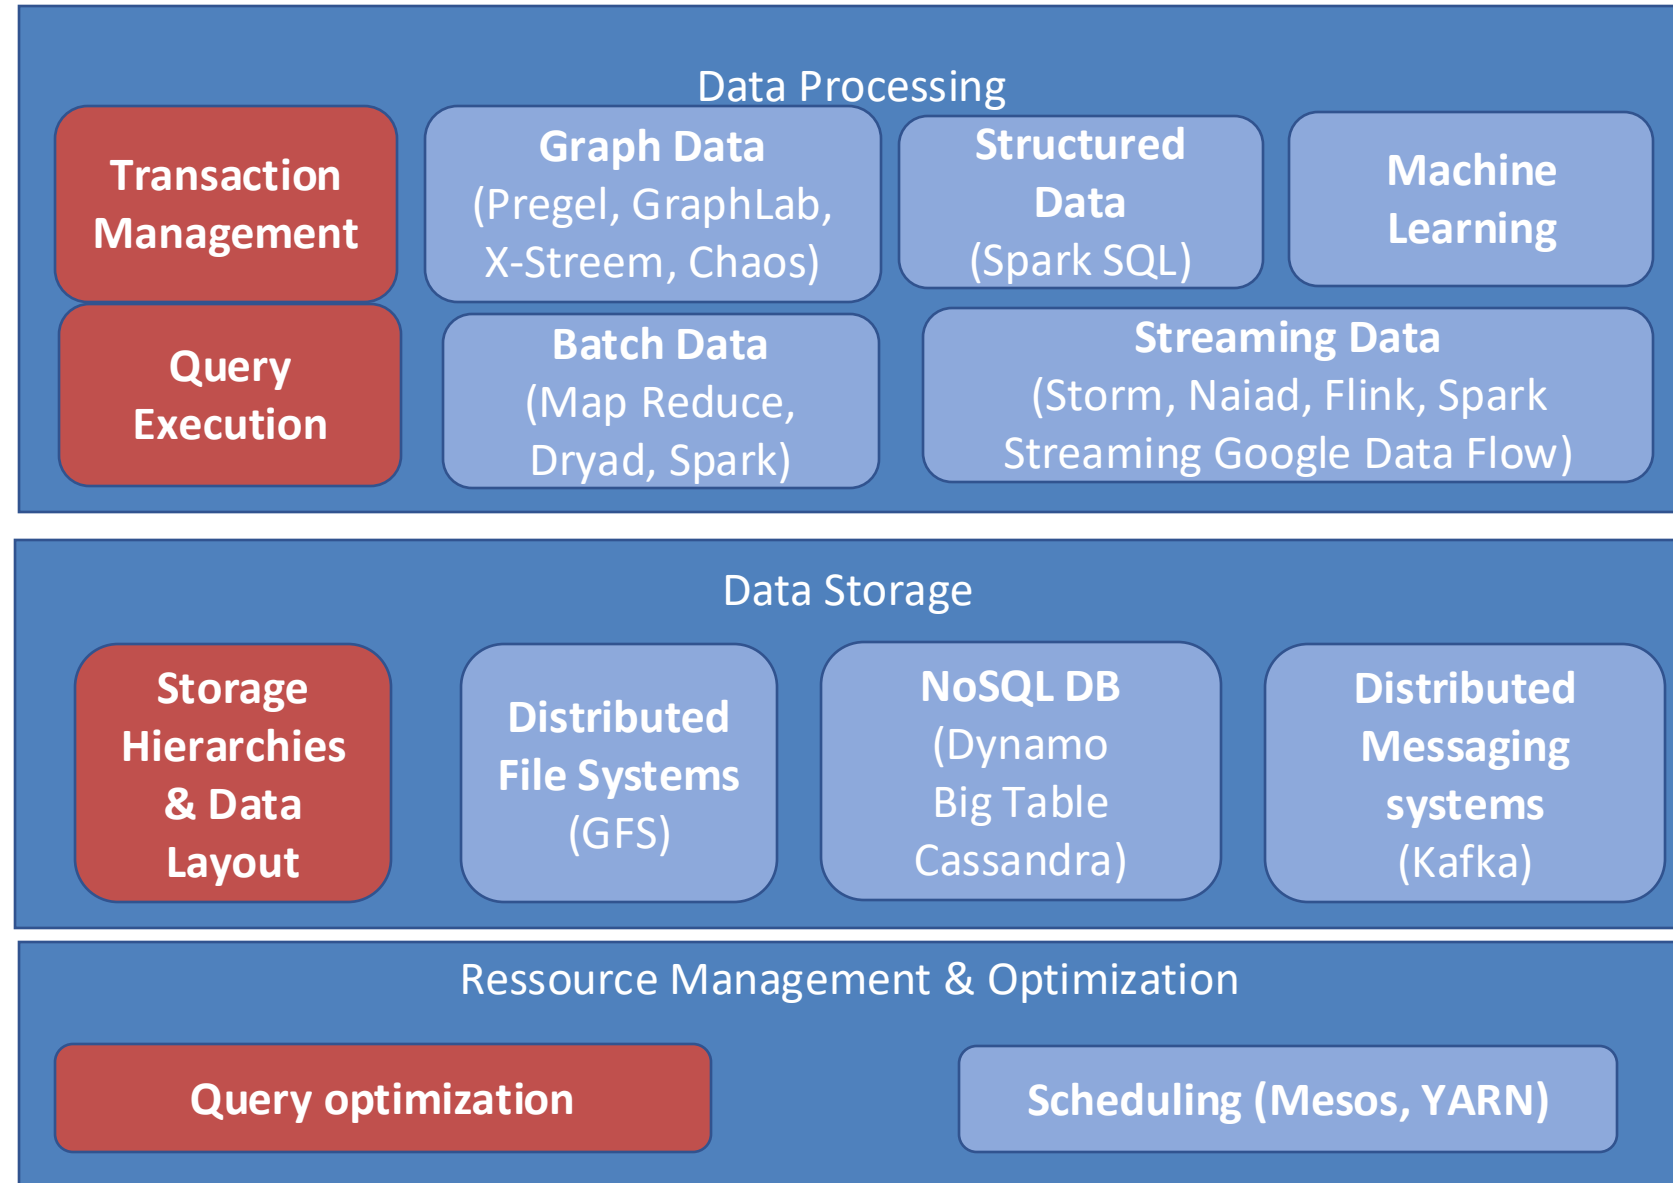 Data Processing
Transaction
Management
Graph Data
(Pregel, GraphLab,
X-Streem, Chaos)
Structured
Data
(Spark SQL)
Machine
Learning
Query
Execution
Batch Data
(Map Reduce,
Dryad, Spark)
Streaming Data
(Storm, Naiad, Flink, Spark
Streaming Google Data Flow)
Data Storage
Storage
Hierarchies
& Data
Layout
Distributed
File Systems
(GFS)
NoSQL DB
(Dynamo
Big Table
Cassandra)
Distributed
Messaging
systems
(Kafka)
Ressource Management & Optimization
Query optimization
Scheduling (Mesos, YARN)